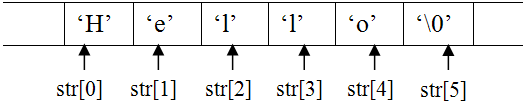 ‘H’ ‘e’ ‘l’ ‘l’ ‘o’ ‘\0’
str[0] str[1] str[2] str[3] str[4] str[5]